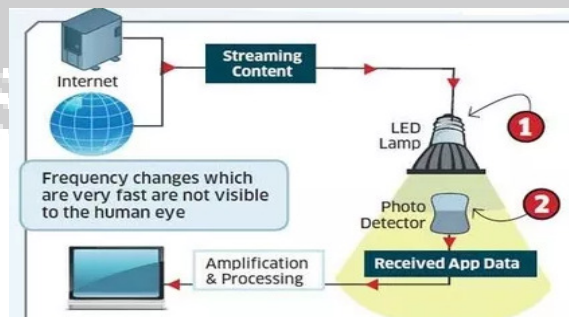 Internet
Streaming
Content
LED
Lamp
1
Frequency changes which
are very fast are not visible
to the human eye
Photo
Detector
2
Amplification
& Processing
Received App Data